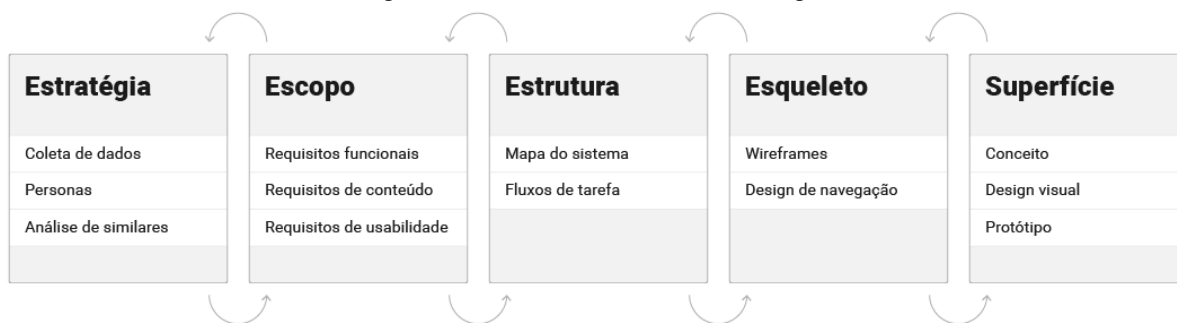 Estratégia
Coleta de dados
Personas
Análise de similares
Escopo
Requisitos funcionais
Requisitos de conteúdo
Requisitos de usabilidade
Estrutura
Mapa do sistema
Fluxos de tarefa
Esqueleto
Wireframes
Design de navegação
Superfície
Conceito
Design visual
Protótipo